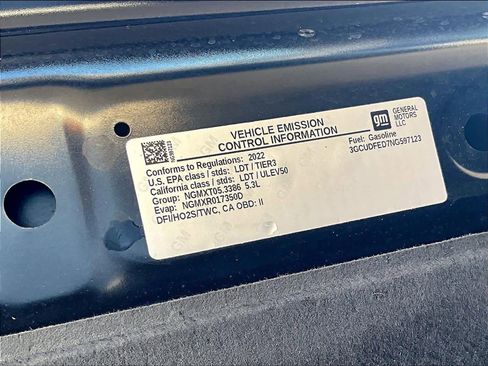 VEHICLE EMISSION
CONTROL INFORMATION
gm GENERAL
MOTORS
LLC
Conforms to Regulations: 2022
U.S. EPA class / stds: LDT / TIER3
California class / stds: LDT / ULEV50
Group: NGMXT05.3386 5.3L
Evap: NGMXR017350D
DFI/HO2S/TWC, CA OBD: II
Fuel: Gasoline
3GCUDFED7NG597123